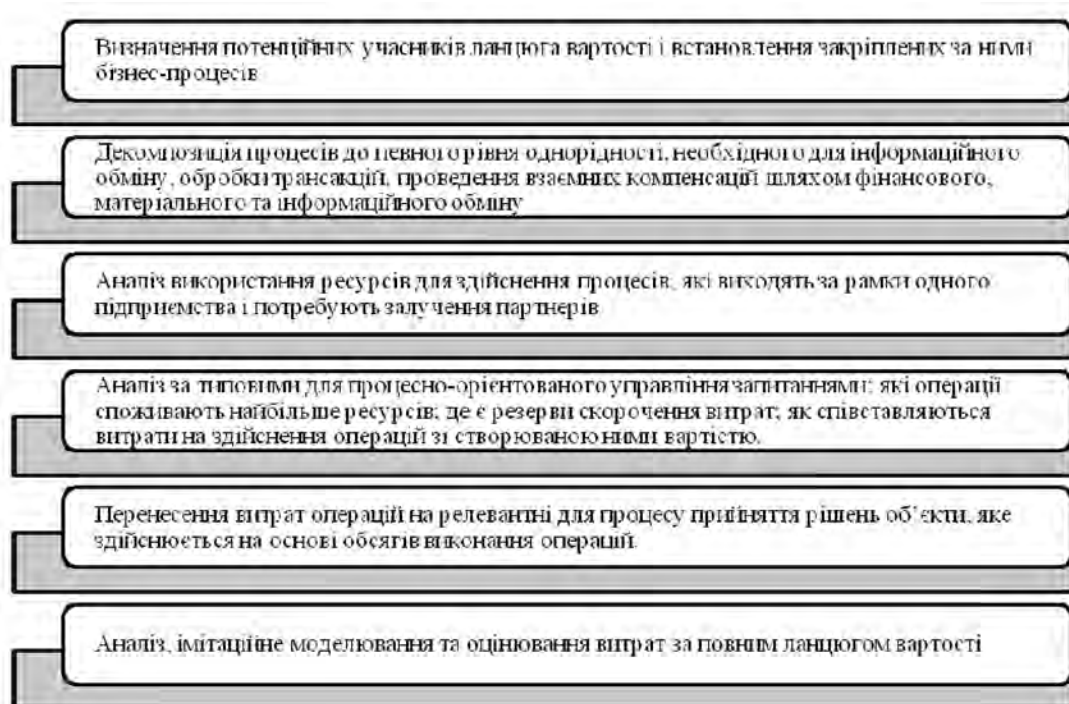 Визначення потенційних учасників ланцюга вартості і встановлення закріплених за ними
бізнес-процесів
Декомпозиція процесів до певного рівня однорідності, необхідного для інформаційного
обміну, обробки трансакцій, проведення взаємних компенсацій шляхом фінансового,
матеріального та інформаційного обміну
Аналіз використання ресурсів для здійснення процесів, які виходять за рамки одного
підприємства і потребують залучення партнерів
Аналіз за типовими для процесно-орієнтованого управління запитаннями: які операції
споживають найбільше ресурсів; де є резерви скорочення витрат; як співставляються
витрати на здійснення операцій зі створюваною ними вартістю.
Перенесення витрат операцій на релевантні для процесу прийняття рішень об’єкти, яке
здійснюється на основі обсягів виконання операцій.
Аналіз, імітаційне моделювання та оцінювання витрат за повним ланцюгом вартості